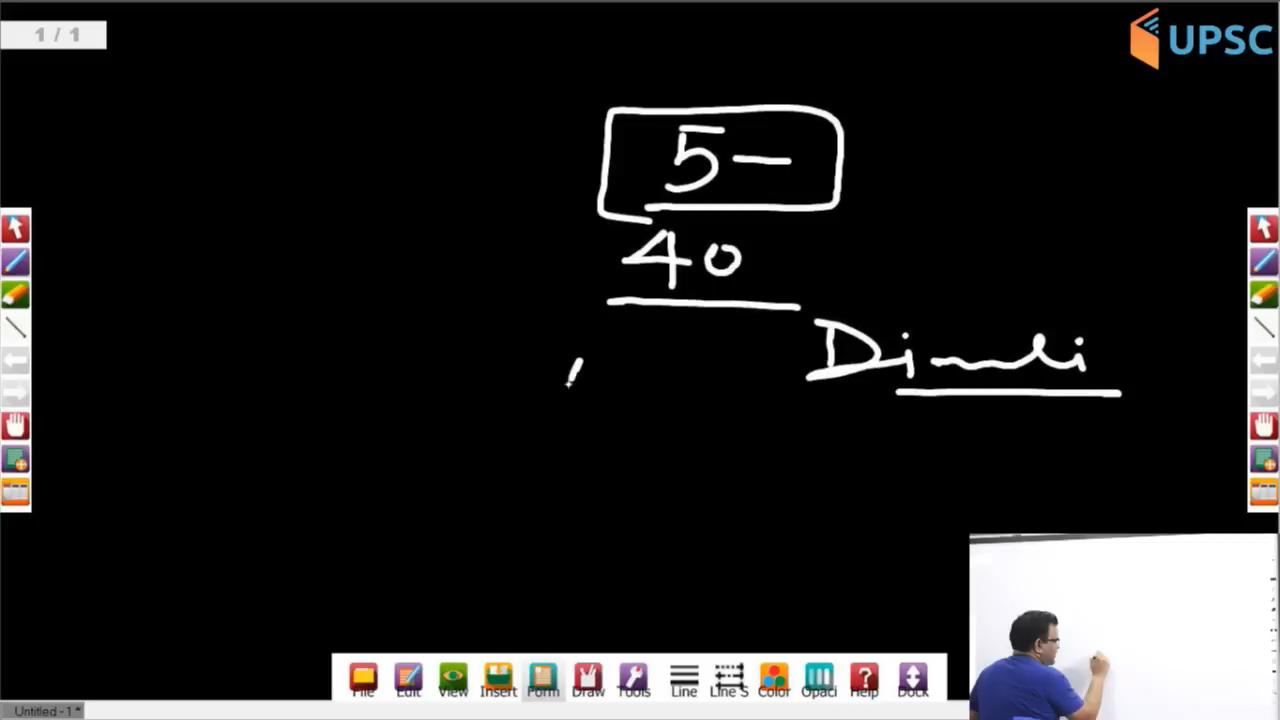 1 / 1
UPSC
5-
40
File Edit View Insert Form Draw Tools Line Line S Color Opaci Help Dock
Untitled - 1 *